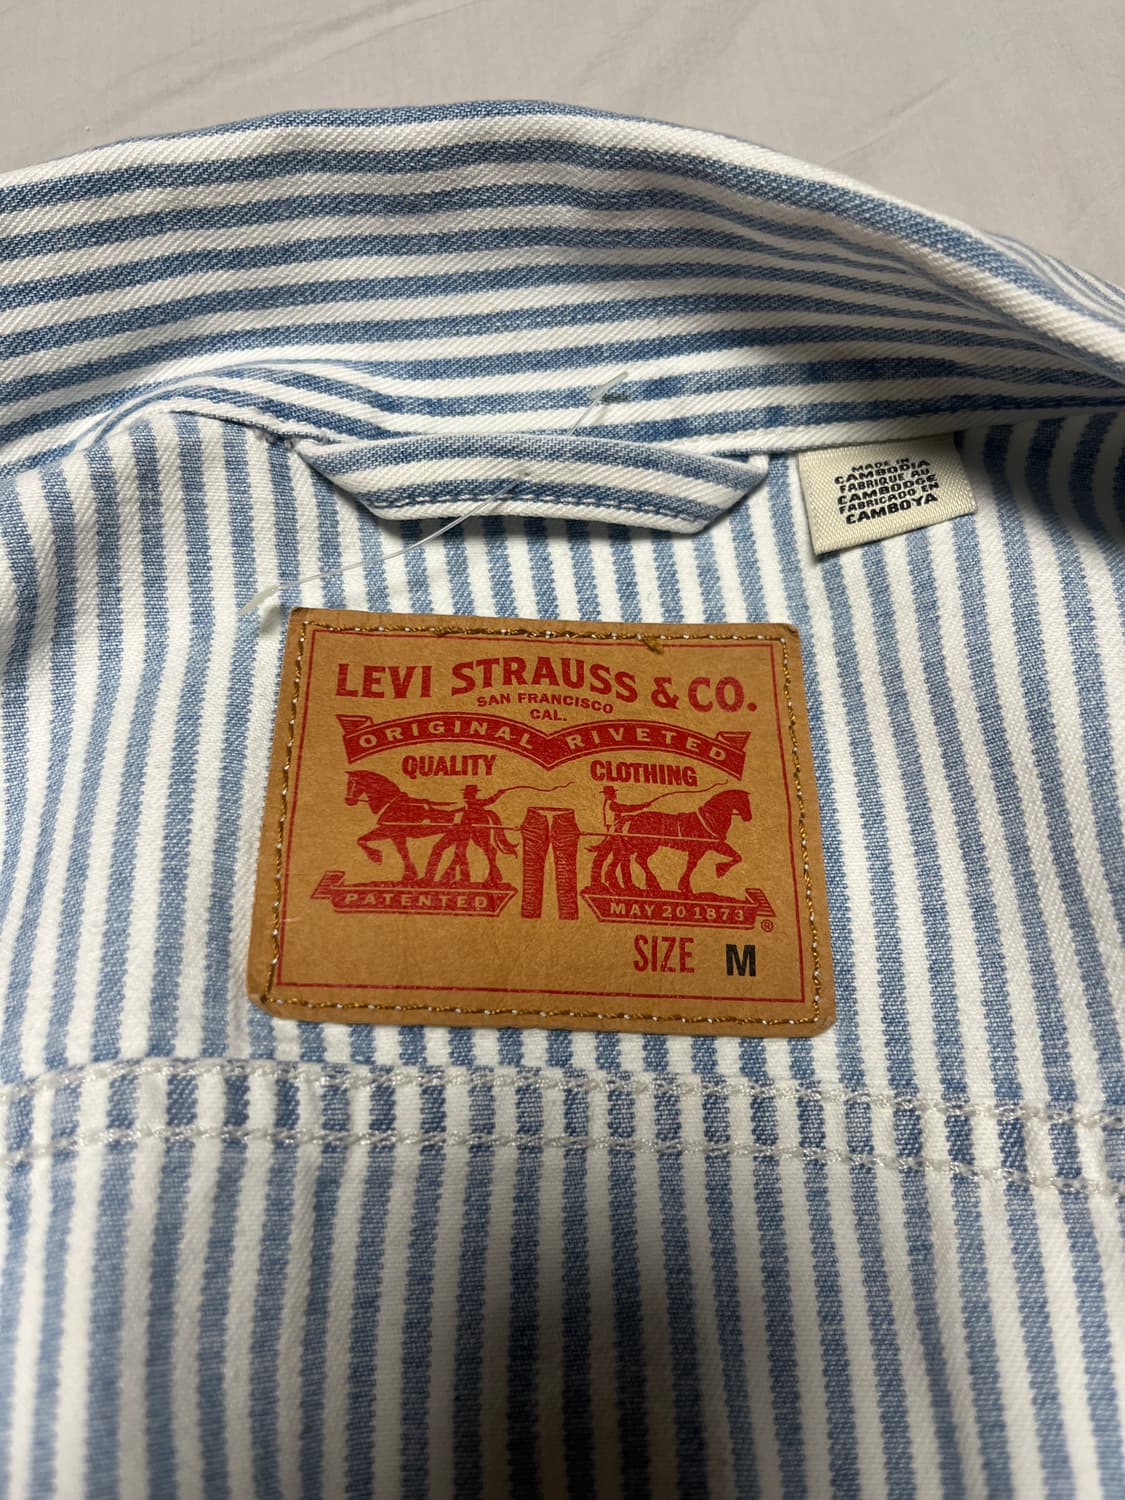 MADE IN
CAMBODIA
FABRIQUE AU
CAMBODGE
FABRICADO EN
CAMBOYA
LEVI STRAUSS & CO.
SAN FRANCISCO
CAL.
ORIGINAL RIVETED
QUALITY CLOTHING
PATENTED MAY 20 1873
®
SIZE M